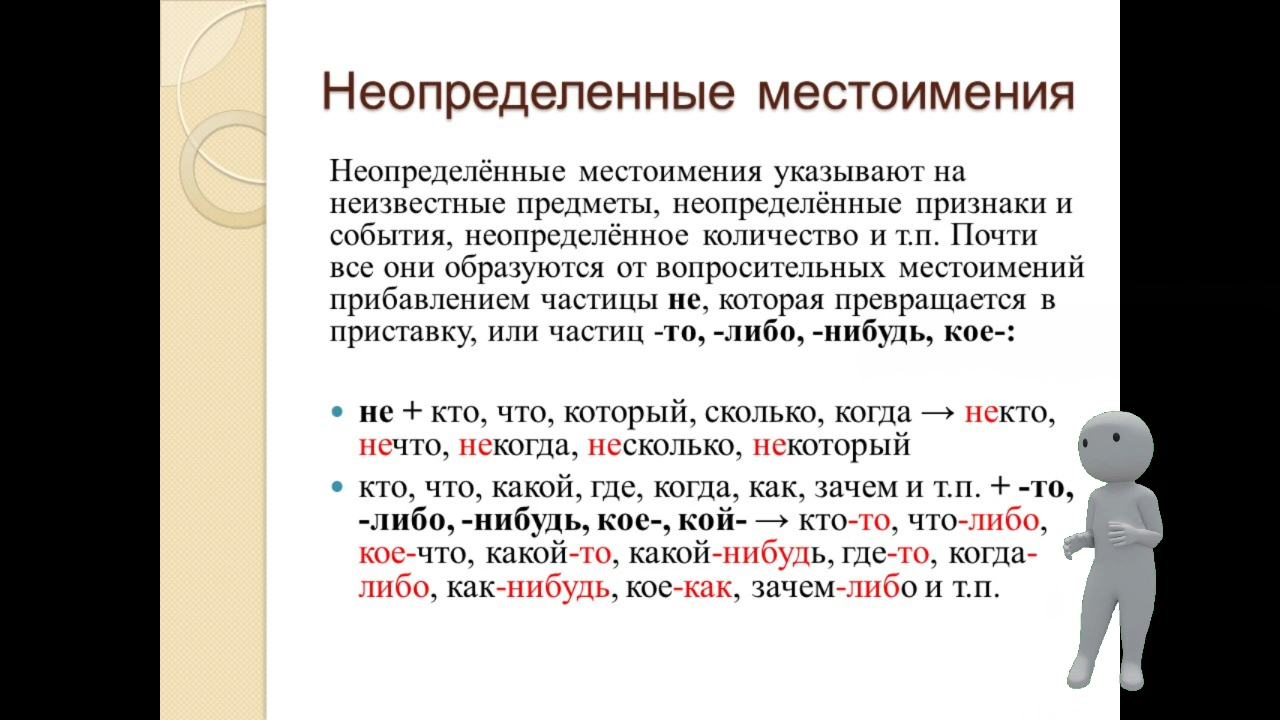 Неопределенные местоимения
Неопределённые местоимения указывают на
неизвестные предметы, неопределённые признаки и
события, неопределённое количество и т.п. Почти
все они образуются от вопросительных местоимений
прибавлением частицы не, которая превращается в
приставку, или частиц -то, -либо, -нибудь, кое-:
• не + кто, что, который, сколько, когда → некто,
нечто, некогда, несколько, некоторый
• кто, что, какой, где, когда, как, зачем и т.п. + -то,
-либо, -нибудь, кое-, кой- → кто-то, что-либо,
кое-что, какой-то, какой-нибудь, где-то, когда-
либо, как-нибудь, кое-как, зачем-либо и т.п.